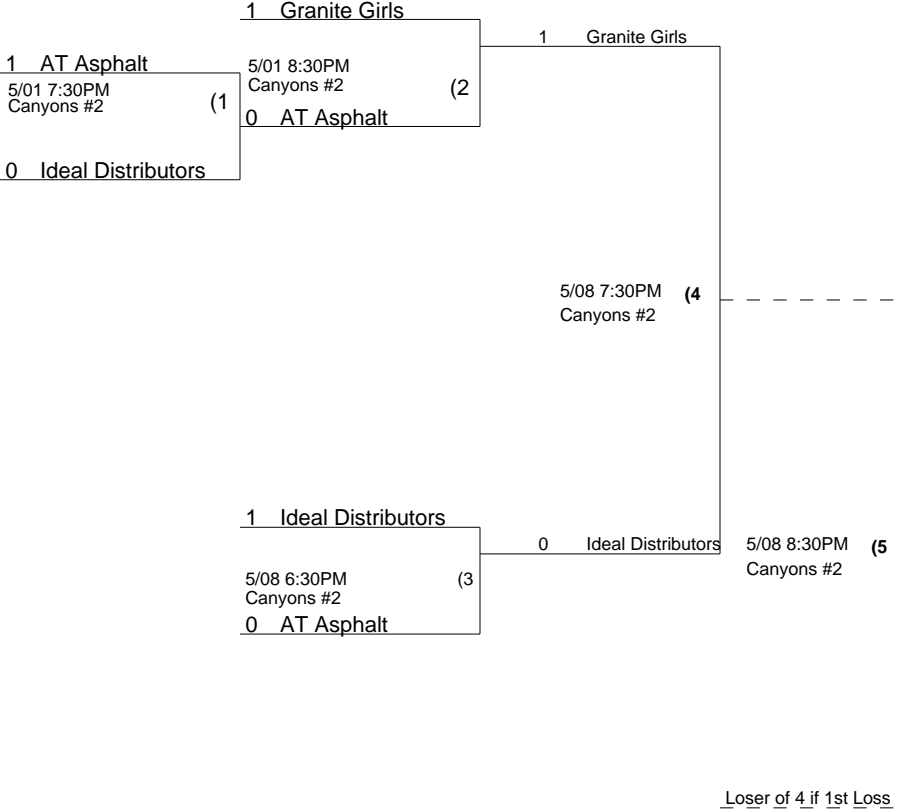 1 Granite Girls
1 Granite Girls
1 AT Asphalt
5/01 8:30PM
Canyons #2
(2
5/01 7:30PM
Canyons #2
(1
0 AT Asphalt
0 Ideal Distributors
5/08 7:30PM (4
Canyons #2
1 Ideal Distributors
0 Ideal Distributors
5/08 8:30PM (5
Canyons #2
5/08 6:30PM (3
Canyons #2
0 AT Asphalt
Loser of 4 if 1st Loss